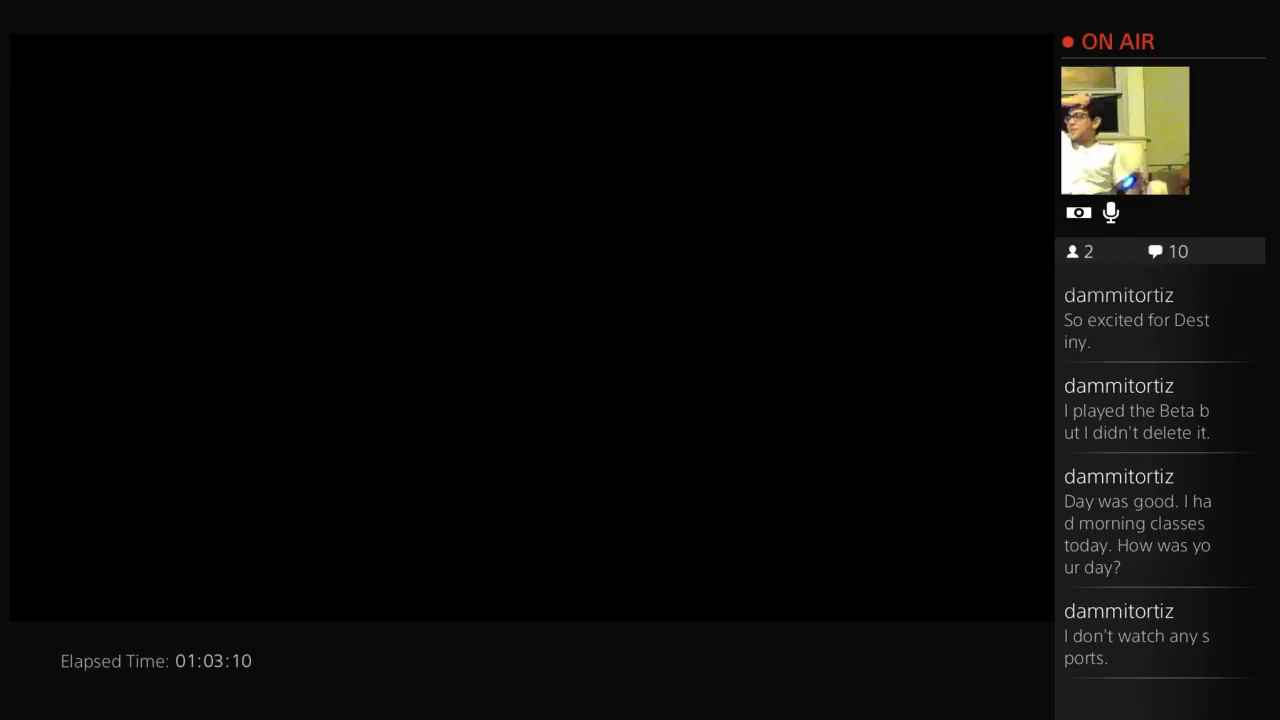 ON AIR
2 10
dammitortiz
So excited for Dest
iny.
dammitortiz
I played the Beta b
ut I didn't delete it.
dammitortiz
Day was good. I ha
d morning classes
today. How was yo
ur day?
dammitortiz
I don't watch any s
ports.
Elapsed Time: 01:03:10